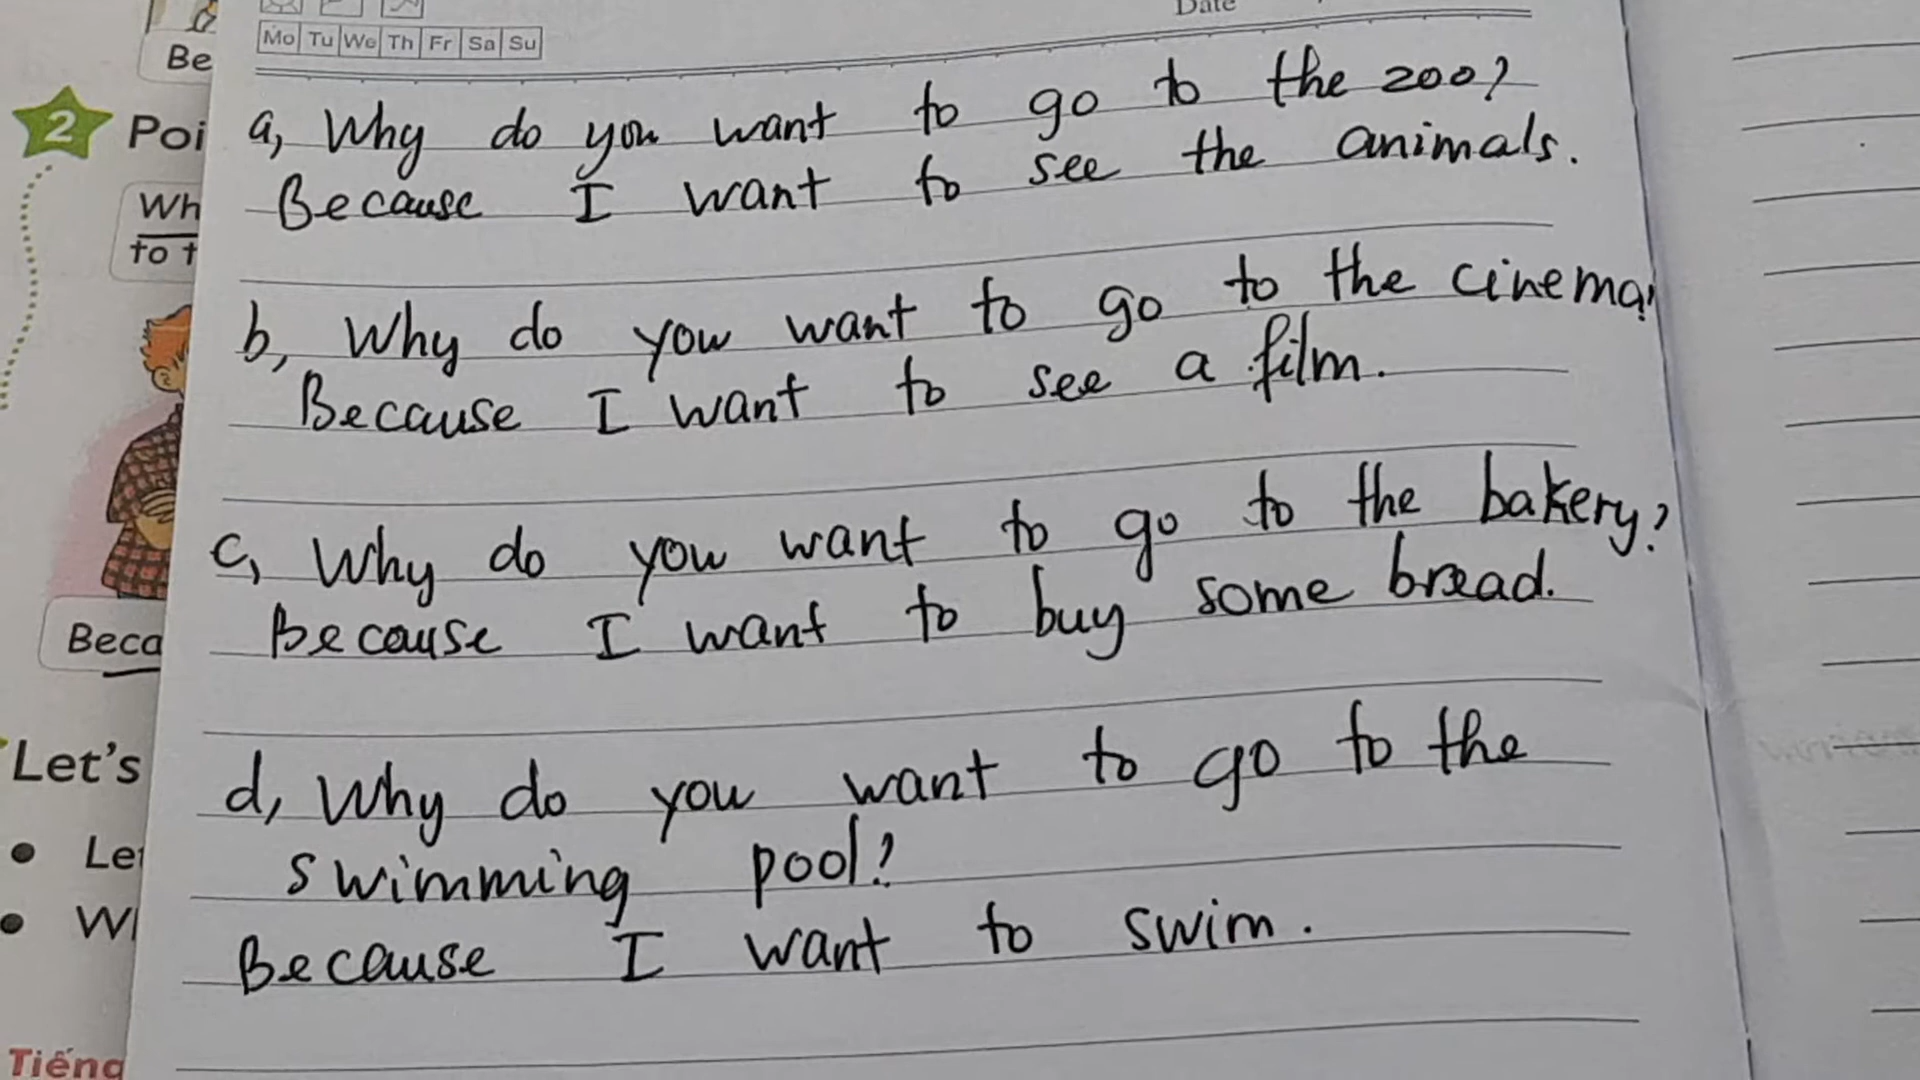 Date
Mo Tu We Th Fr Sa Su
Be
2 Poi
a, Why do you want to go to the zoo?
Because I want to see the animals.
Wh
to t
b, Why do you want to go to the cinema?
Because I want to see a film.
c, Why do you want to go to the bakery?
Because I want to buy some bread.
Beca
d, Why do you want to go to the
swimming pool?
Because I want to swim.
Let's
• Let
• Wh
Tiếng